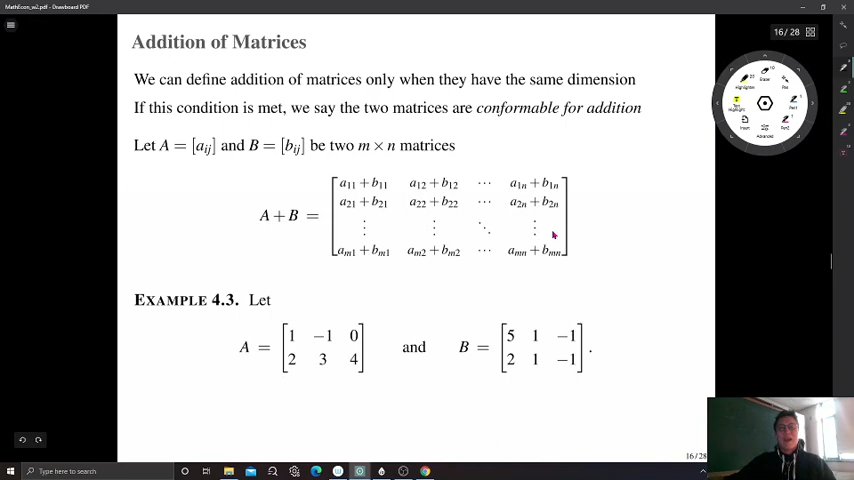 MathEcon_w2.pdf - Drawboard PDF
16 / 28
Addition of Matrices
We can define addition of matrices only when they have the same dimension
If this condition is met, we say the two matrices are conformable for addition
Let A = [a_ij] and B = [b_ij] be two m × n matrices
a_11 + b_11 a_12 + b_12 ⋯ a_1n + b_1n
a_21 + b_21 a_22 + b_22 ⋯ a_2n + b_2n
A + B =
⋮ ⋮ ⋱ ⋮
a_m1 + b_m1 a_m2 + b_m2 ⋯ a_mn + b_mn
EXAMPLE 4.3. Let
A = [1 −1 0
2 3 4]
and
B = [5 1 −1
2 1 −1].
16 / 28
Type here to search